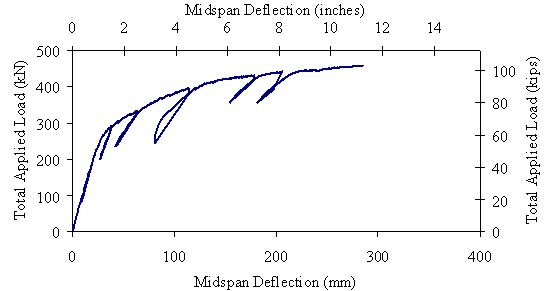 Midspan Deflection (inches)
0 2 4 6 8 10 12 14
500
400
300
200
100
0
Total Applied Load (kN)
100
80
60
40
20
0
Total Applied Load (kips)
0 100 200 300 400
Midspan Deflection (mm)